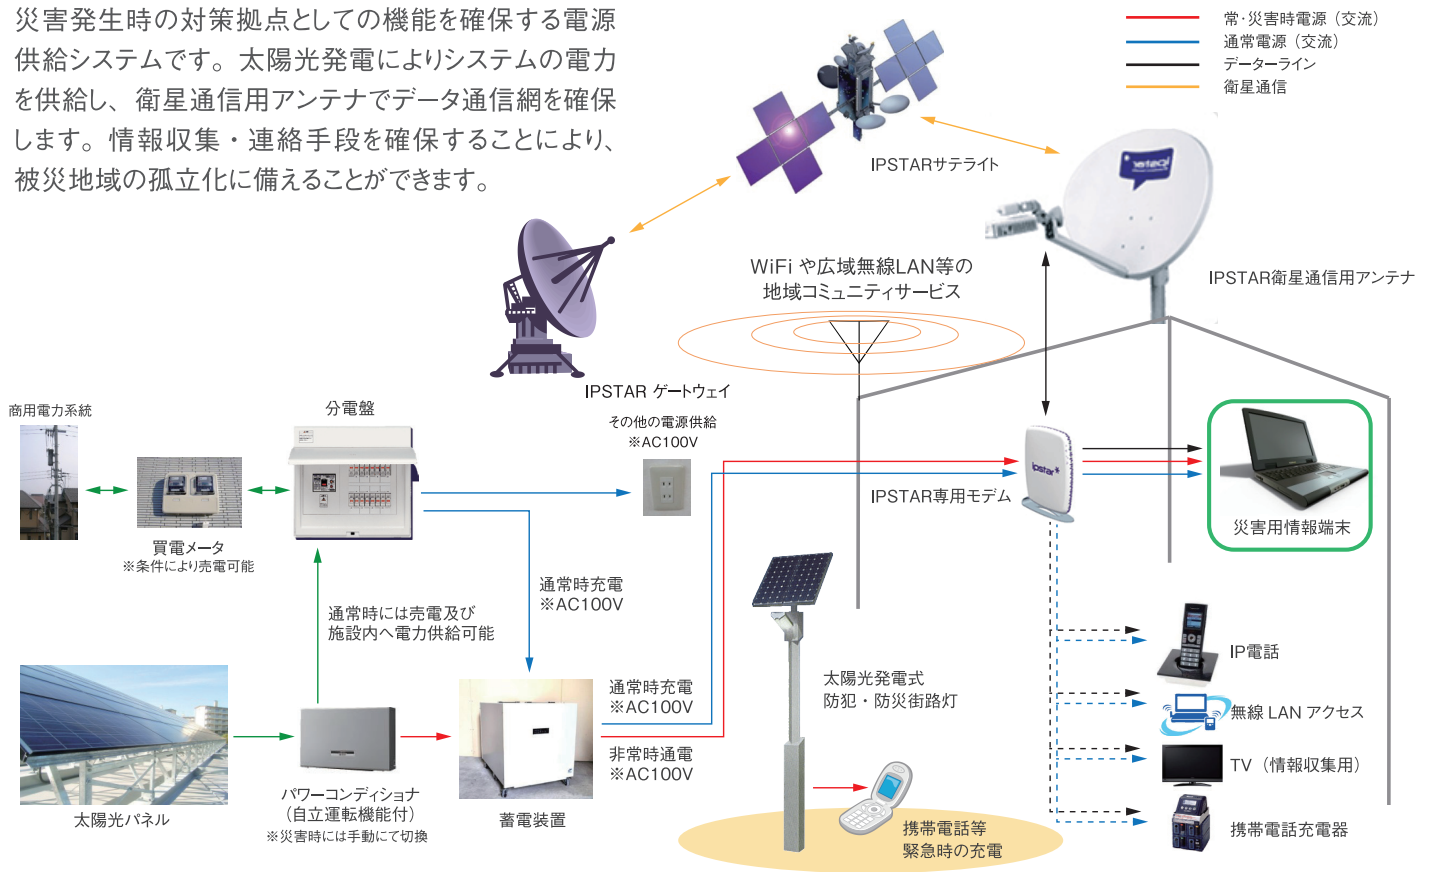 災害発生時の対策拠点としての機能を確保する電源
供給システムです。太陽光発電によりシステムの電力
を供給し、衛星通信用アンテナでデータ通信網を確保
します。情報収集・連絡手段を確保することにより、
被災地域の孤立化に備えることができます。
常・災害時電源（交流）
通常電源（交流）
データーライン
衛星通信
IPSTARサテライト
ipstar
IPSTAR衛星通信用アンテナ
WiFi や広域無線LAN等の
地域コミュニティサービス
IPSTAR ゲートウェイ
商用電力系統
分電盤
その他の電源供給
※AC100V
ipstar*
IPSTAR専用モデム
災害用情報端末
買電メータ
※条件により売電可能
通常時充電
※AC100V
通常時には売電及び
施設内へ電力供給可能
太陽光発電式
防犯・防災街路灯
IP電話
通常時充電
※AC100V
無線 LAN アクセス
非常時通電
※AC100V
TV（情報収集用）
太陽光パネル
パワーコンディショナ
（自立運転機能付）
※災害時には手動にて切換
蓄電装置
携帯電話等
緊急時の充電
携帯電話充電器